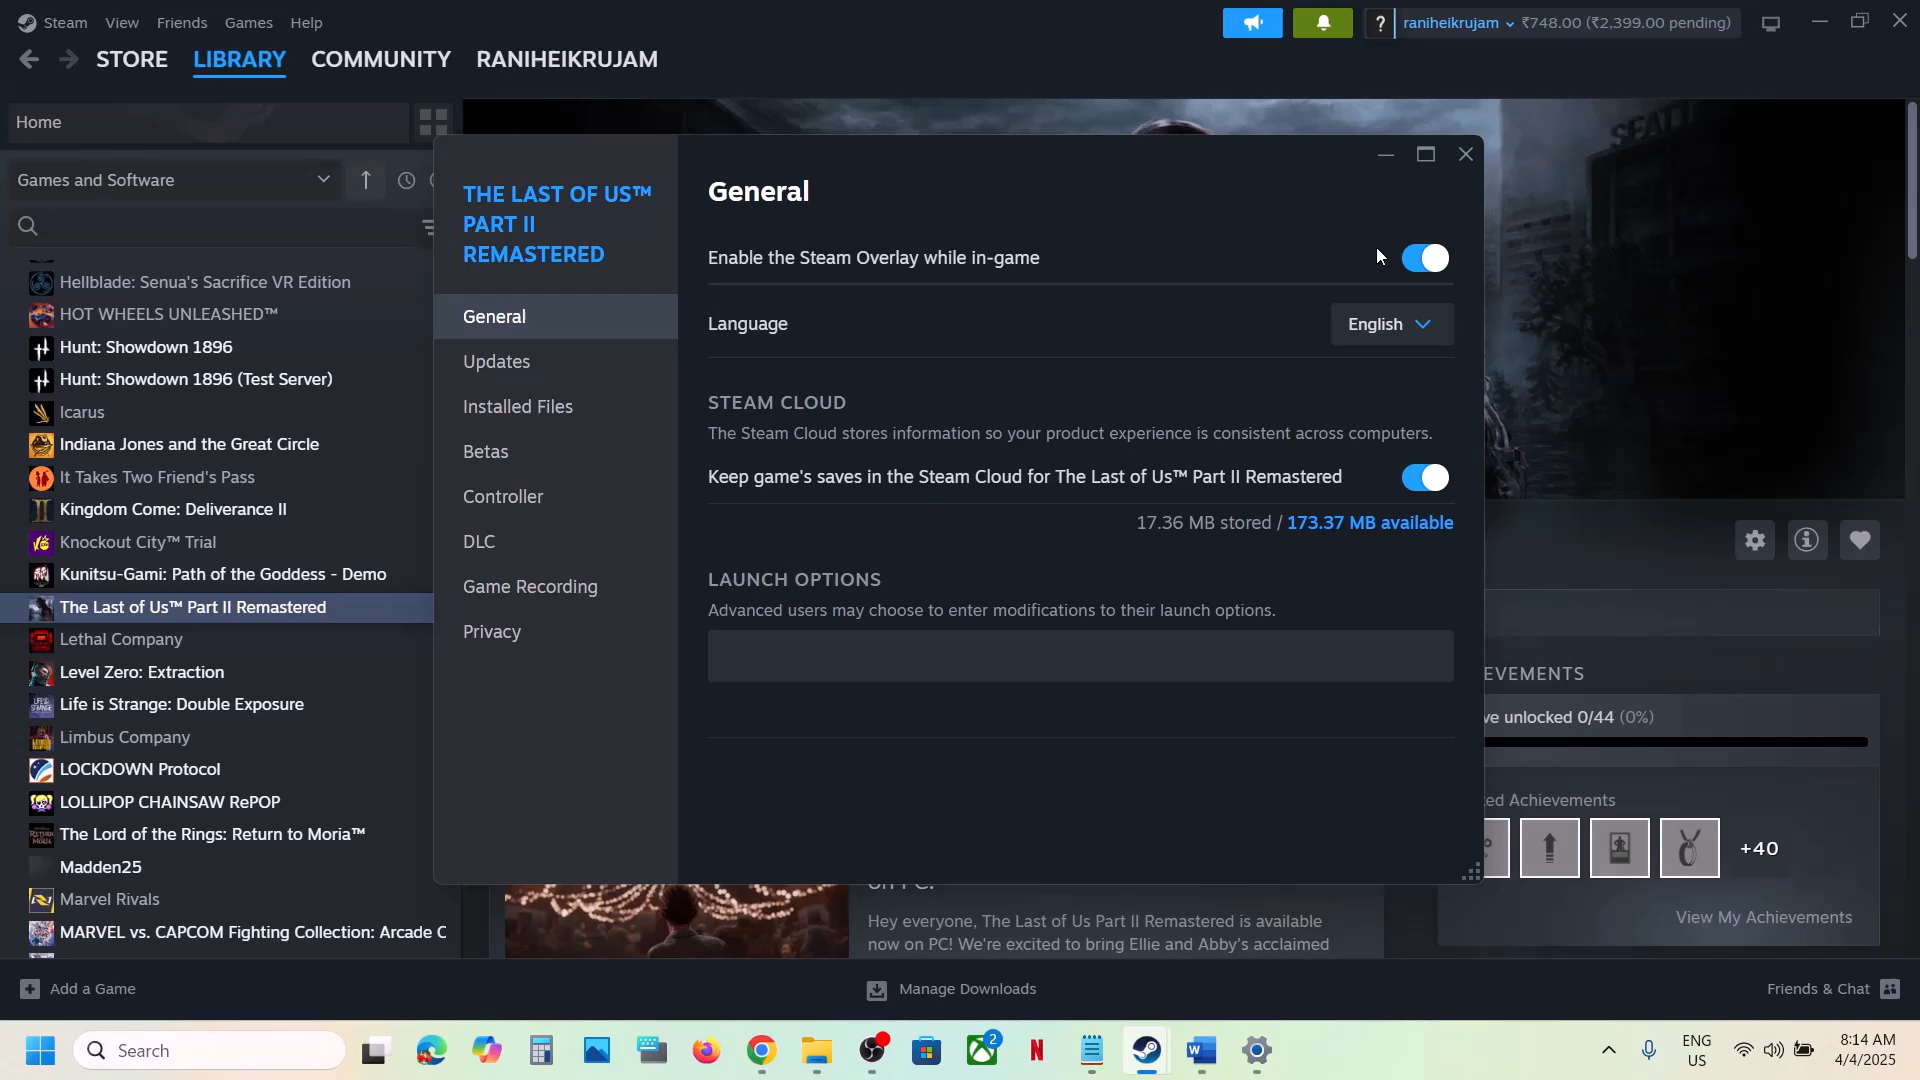 Steam View Friends Games Help
? raniheikrujam ₹748.00 (₹2,399.00 pending)
STORE LIBRARY COMMUNITY RANIHEIKRUJAM
Home
SEATT
Games and Software
THE LAST OF US™
PART II
REMASTERED
General
Updates
Installed Files
Betas
Controller
DLC
Game Recording
Privacy
General
Enable the Steam Overlay while in-game
Language English
STEAM CLOUD
The Steam Cloud stores information so your product experience is consistent across computers.
Keep game's saves in the Steam Cloud for The Last of Us™ Part II Remastered
17.36 MB stored / 173.37 MB available
LAUNCH OPTIONS
Advanced users may choose to enter modifications to their launch options.
Hellblade: Senua's Sacrifice VR Edition
HOT WHEELS UNLEASHED™
Hunt: Showdown 1896
Hunt: Showdown 1896 (Test Server)
Icarus
Indiana Jones and the Great Circle
It Takes Two Friend's Pass
Kingdom Come: Deliverance II
Knockout City™ Trial
Kunitsu-Gami: Path of the Goddess - Demo
The Last of Us™ Part II Remastered
Lethal Company
Level Zero: Extraction
Life is Strange: Double Exposure
Limbus Company
LOCKDOWN Protocol
LOLLIPOP CHAINSAW RePOP
The Lord of the Rings: Return to Moria™
Madden25
Marvel Rivals
MARVEL vs. CAPCOM Fighting Collection: Arcade C
EVEMENTS
ve unlocked 0/44 (0%)
ed Achievements
+40
View My Achievements
on PC!
Hey everyone, The Last of Us Part II Remastered is available
now on PC! We're excited to bring Ellie and Abby's acclaimed
Add a Game Manage Downloads Friends & Chat
Search
2
N
W
ENG
US
8:14 AM
4/4/2025